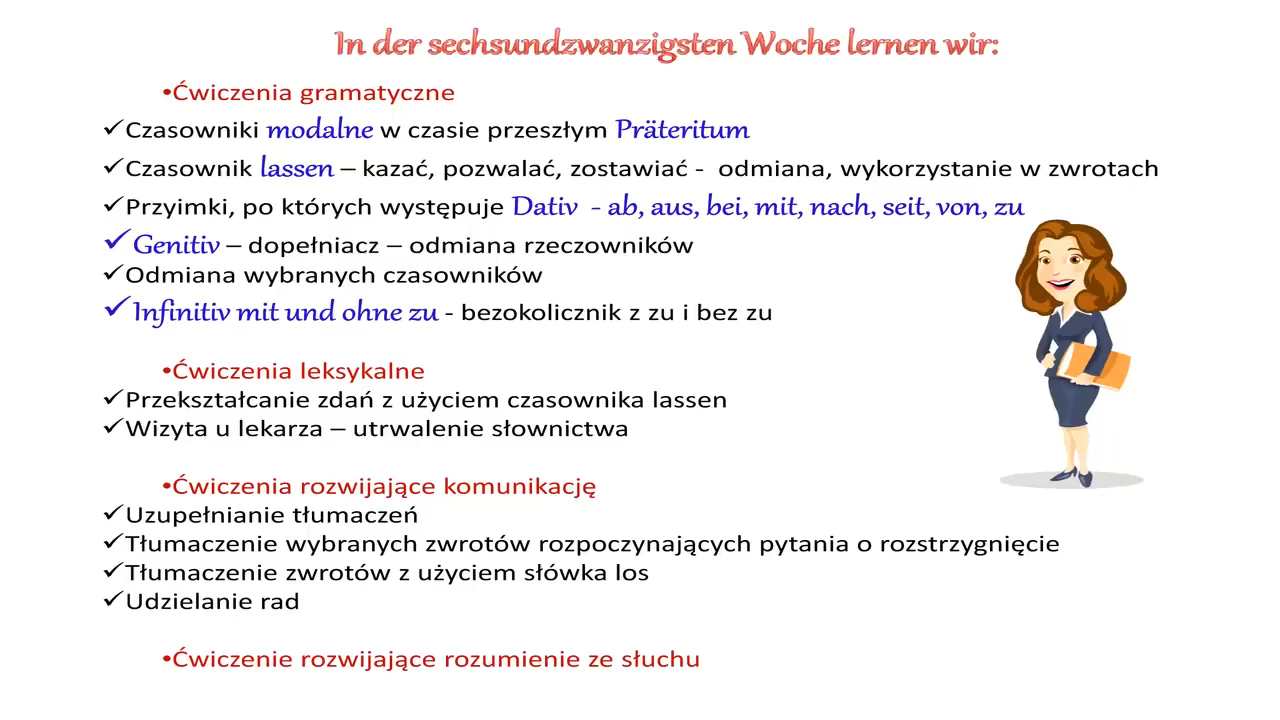 In der sechsundzwanzigsten Woche lernen wir:
•Ćwiczenia gramatyczne
✓Czasowniki modalne w czasie przeszłym Präteritum
✓Czasownik lassen – kazać, pozwalać, zostawiać - odmiana, wykorzystanie w zwrotach
✓Przyimki, po których występuje Dativ - ab, aus, bei, mit, nach, seit, von, zu
✓Genitiv – dopełniacz – odmiana rzeczowników
✓Odmiana wybranych czasowników
✓Infinitiv mit und ohne zu - bezokolicznik z zu i bez zu
•Ćwiczenia leksykalne
✓Przekształcanie zdań z użyciem czasownika lassen
✓Wizyta u lekarza – utrwalenie słownictwa
•Ćwiczenia rozwijające komunikację
✓Uzupełnianie tłumaczeń
✓Tłumaczenie wybranych zwrotów rozpoczynających pytania o rozstrzygnięcie
✓Tłumaczenie zwrotów z użyciem słówka los
✓Udzielanie rad
•Ćwiczenie rozwijające rozumienie ze słuchu